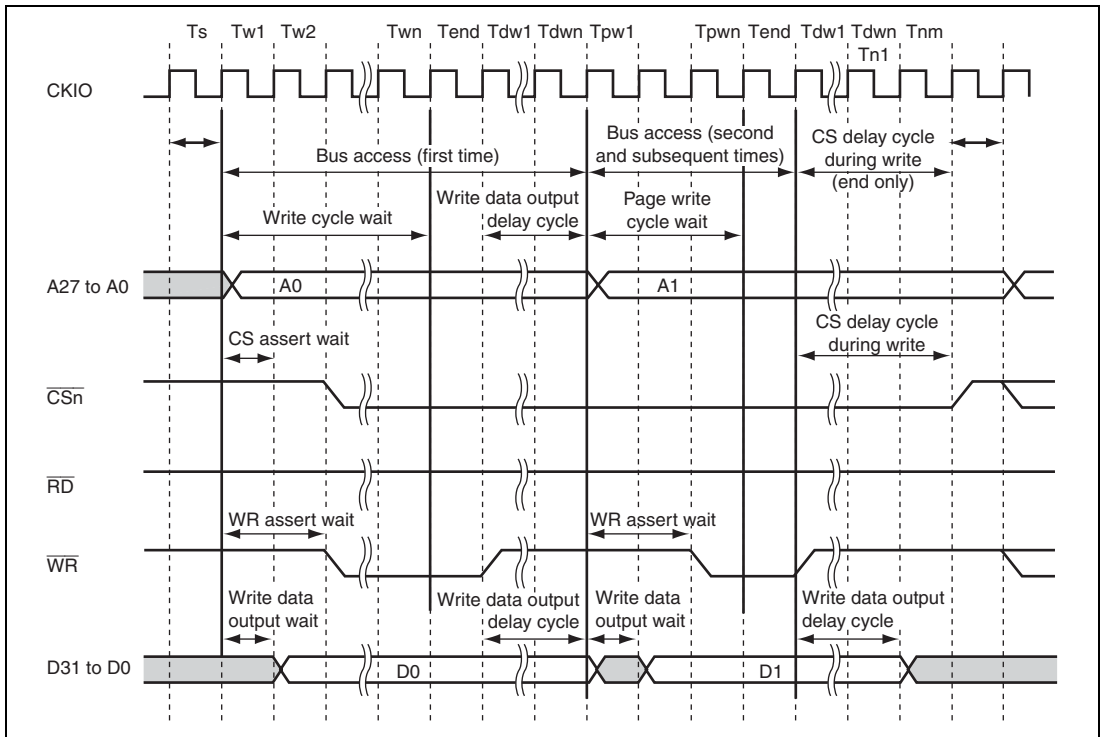 Ts Tw1 Tw2 Twn Tend Tdw1 Tdwn Tpw1 Tpwn Tend Tdw1 Tdwn Tnm
Tn1
CKIO
Bus access (first time)
Bus access (second
and subsequent times)
CS delay cycle
during write
(end only)
Write cycle wait
Write data output
delay cycle
Page write
cycle wait
A27 to A0
A0
A1
CS assert wait
CS delay cycle
during write
CSn
RD
WR assert wait
WR assert wait
WR
Write data
output wait
Write data output
delay cycle
Write data
output wait
Write data output
delay cycle
D31 to D0
D0
D1